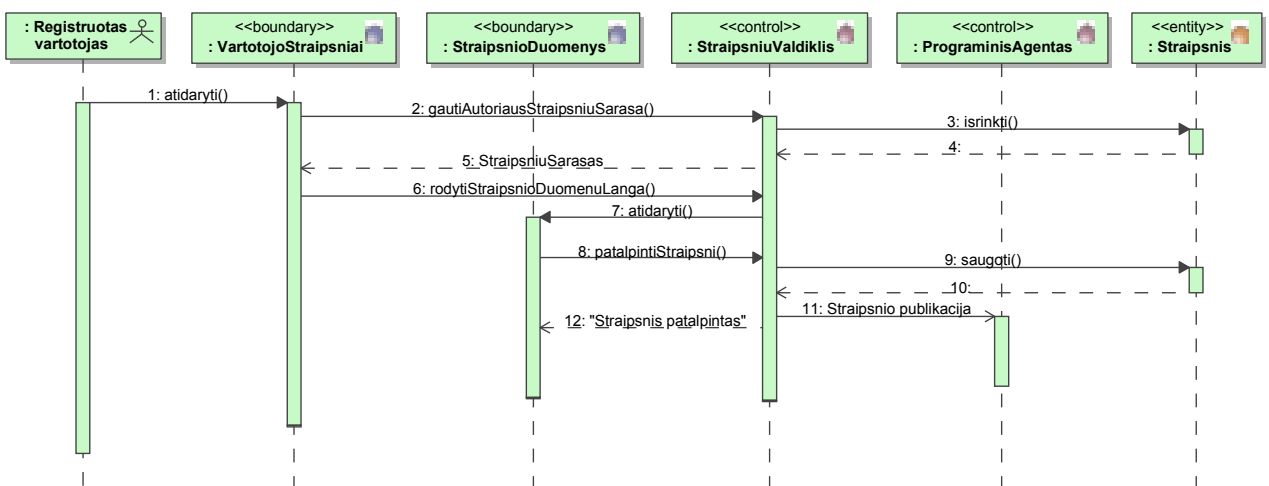 : Registruotas
vartotojas
<<boundary>>
: VartotojoStraipsniai
<<boundary>>
: StraipsnioDuomenys
<<control>>
: StraipsniuValdiklis
<<control>>
: PrograminisAgentas
<<entity>>
: Straipsnis
1: atidaryti()
2: gautiAutoriausStraipsniuSarasa()
3: isrinkti()
4:
5: StraipsniuSarasas
6: rodytiStraipsnioDuomenuLanga()
7: atidaryti()
8: patalpintiStraipsni()
9: saugoti()
10:
11: Straipsnio publikacija
12: "Straipsnis patalpintas"